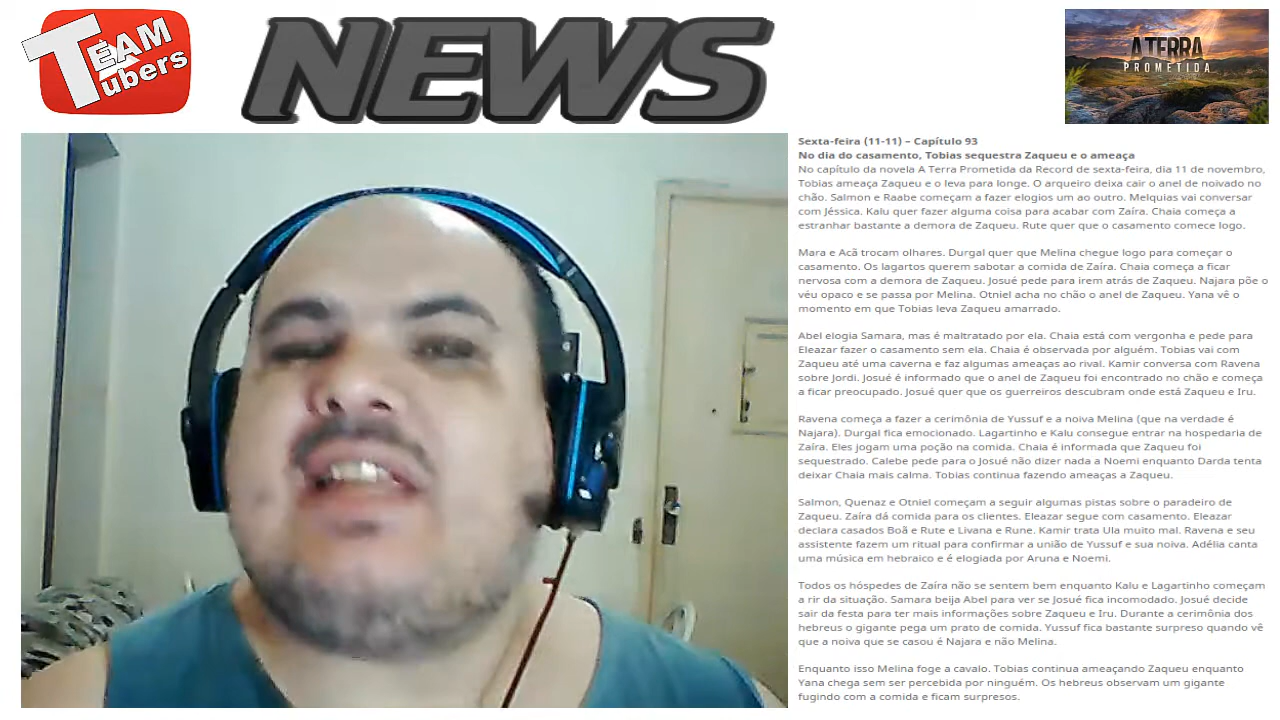 TEAM
Tubers
NEWS
A TERRA
PROMETIDA
Sexta-feira (11-11) – Capítulo 93
No dia do casamento, Tobias sequestra Zaqueu e o ameaça
No capítulo da novela A Terra Prometida da Record de sexta-feira, dia 11 de novembro,
Tobias ameaça Zaqueu e o leva para longe. O arqueiro deixa cair o anel de noivado no
chão. Salmon e Raabe começam a fazer elogios um ao outro. Melquias vai conversar
com Jéssica. Kalu quer fazer alguma coisa para acabar com Zaíra. Chaia começa a
estranhar bastante a demora de Zaqueu. Rute quer que o casamento comece logo.
Mara e Acã trocam olhares. Durgal quer que Melina chegue logo para começar o
casamento. Os lagartos querem sabotar a comida de Zaíra. Chaia começa a ficar
nervosa com a demora de Zaqueu. Josué pede para irem atrás de Zaqueu. Najara põe o
véu opaco e se passa por Melina. Otniel acha no chão o anel de Zaqueu. Yana vê o
momento em que Tobias leva Zaqueu amarrado.
Abel elogia Samara, mas é maltratado por ela. Chaia está com vergonha e pede para
Eleazar fazer o casamento sem ela. Chaia é observada por alguém. Tobias vai com
Zaqueu até uma caverna e faz algumas ameaças ao rival. Kamir conversa com Ravena
sobre Jordi. Josué é informado que o anel de Zaqueu foi encontrado no chão e começa
a ficar preocupado. Josué quer que os guerreiros descubram onde está Zaqueu e Iru.
Ravena começa a fazer a cerimônia de Yussuf e a noiva Melina (que na verdade é
Najara). Durgal fica emocionado. Lagartinho e Kalu consegue entrar na hospedaria de
Zaíra. Eles jogam uma poção na comida. Chaia é informada que Zaqueu foi
sequestrado. Calebe pede para o Josué não dizer nada a Noemi enquanto Darda tenta
deixar Chaia mais calma. Tobias continua fazendo ameaças a Zaqueu.
Salmon, Quenaz e Otniel começam a seguir algumas pistas sobre o paradeiro de
Zaqueu. Zaíra dá comida para os clientes. Eleazar segue com casamento. Eleazar
declara casados Boã e Rute e Livana e Rune. Kamir trata Ula muito mal. Ravena e seu
assistente fazem um ritual para confirmar a união de Yussuf e sua noiva. Adélia canta
uma música em hebraico e é elogiada por Aruna e Noemi.
Todos os hóspedes de Zaíra não se sentem bem enquanto Kalu e Lagartinho começam
a rir da situação. Samara beija Abel para ver se Josué fica incomodado. Josué decide
sair da festa para ter mais informações sobre Zaqueu e Iru. Durante a cerimônia dos
hebreus o gigante pega um prato de comida. Yussuf fica bastante surpreso quando vê
que a noiva que se casou é Najara e não Melina.
Enquanto isso Melina foge a cavalo. Tobias continua ameaçando Zaqueu enquanto
Yana chega sem ser percebida por ninguém. Os hebreus observam um gigante
fugindo com a comida e ficam surpresos.